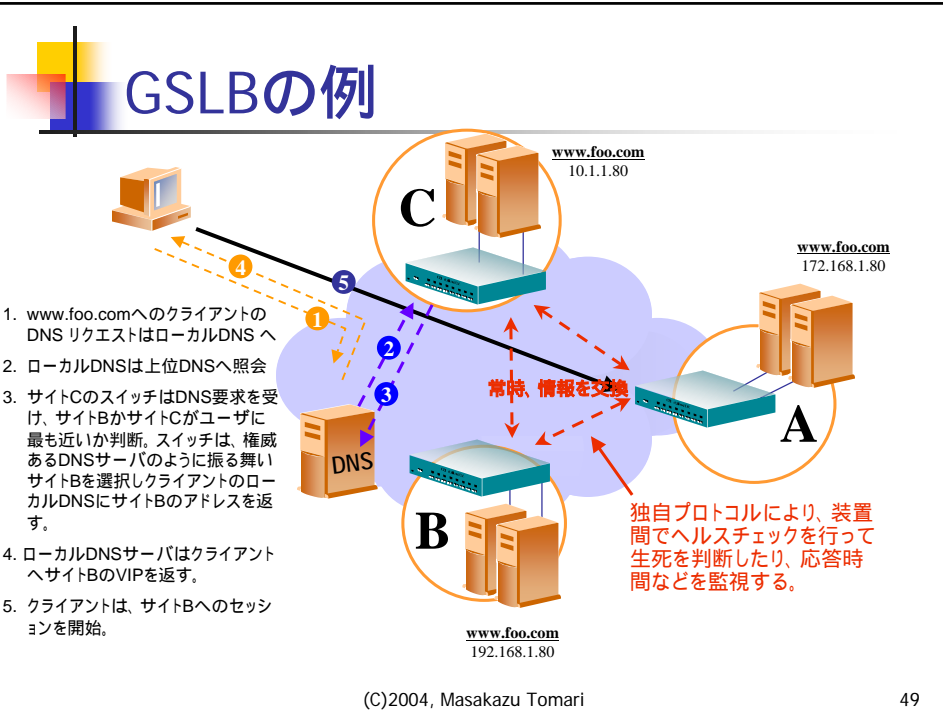 GSLBの例
www.foo.com
10.1.1.80
C
www.foo.com
172.168.1.80
4
5
1
1. www.foo.comへのクライアントの
DNS リクエストはローカルDNS へ
2. ローカルDNSは上位DNSへ照会
3. サイトCのスイッチはDNS要求を受
け、サイトBかサイトCがユーザに
最も近いか判断。スイッチは、権威
あるDNSサーバのように振る舞い
サイトBを選択しクライアントのロー
カルDNSにサイトBのアドレスを返
す。
4. ローカルDNSサーバはクライアント
へサイトBのVIPを返す。
5. クライアントは、サイトBへのセッシ
ョンを開始。
2
3
常時、情報を交換
A
DNS
B
独自プロトコルにより、装置
間でヘルスチェックを行って
生死を判断したり、応答時
間などを監視する。
www.foo.com
192.168.1.80
(C)2004, Masakazu Tomari
49